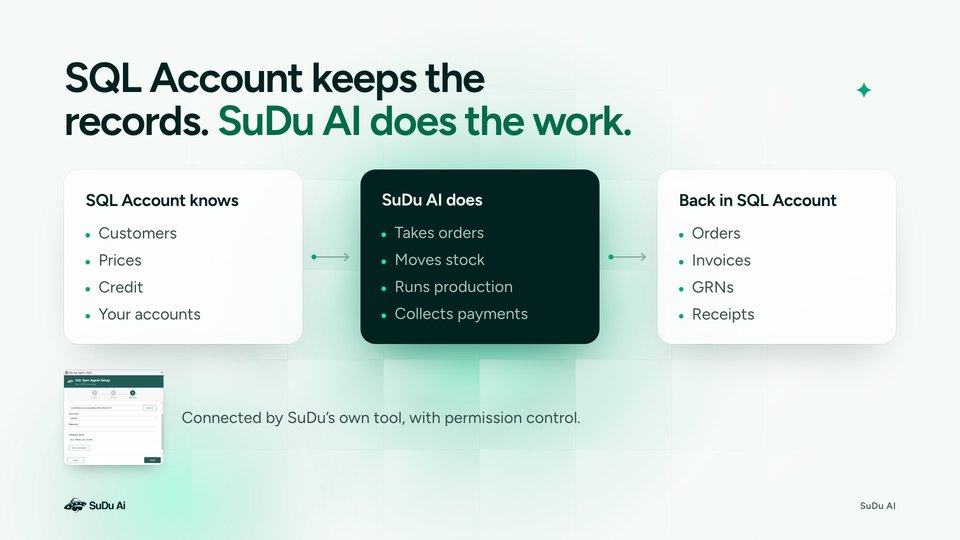 SQL Account keeps the
records. SuDu AI does the work.
SQL Account knows
Customers
Prices
Credit
Your accounts
SuDu AI does
Takes orders
Moves stock
Runs production
Collects payments
Back in SQL Account
Orders
Invoices
GRNs
Receipts
SQL Sync Agent Setup
Connected by SuDu's own tool, with permission control.
SuDu Ai
SuDu AI